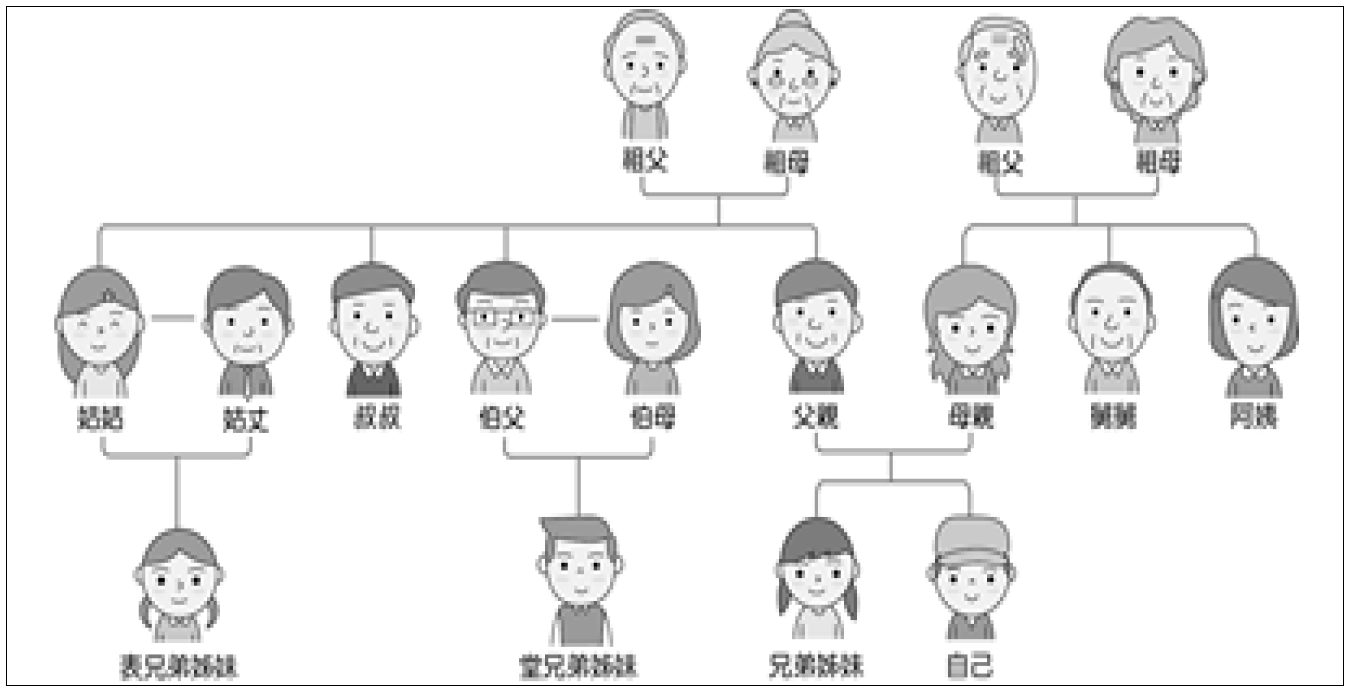 祖父 祖母 祖父 祖母
姑姑 姑丈 叔叔 伯父 伯母 父親 母親 舅舅 阿姨
表兄弟姊妹 堂兄弟姊妹 兄弟姊妹 自己